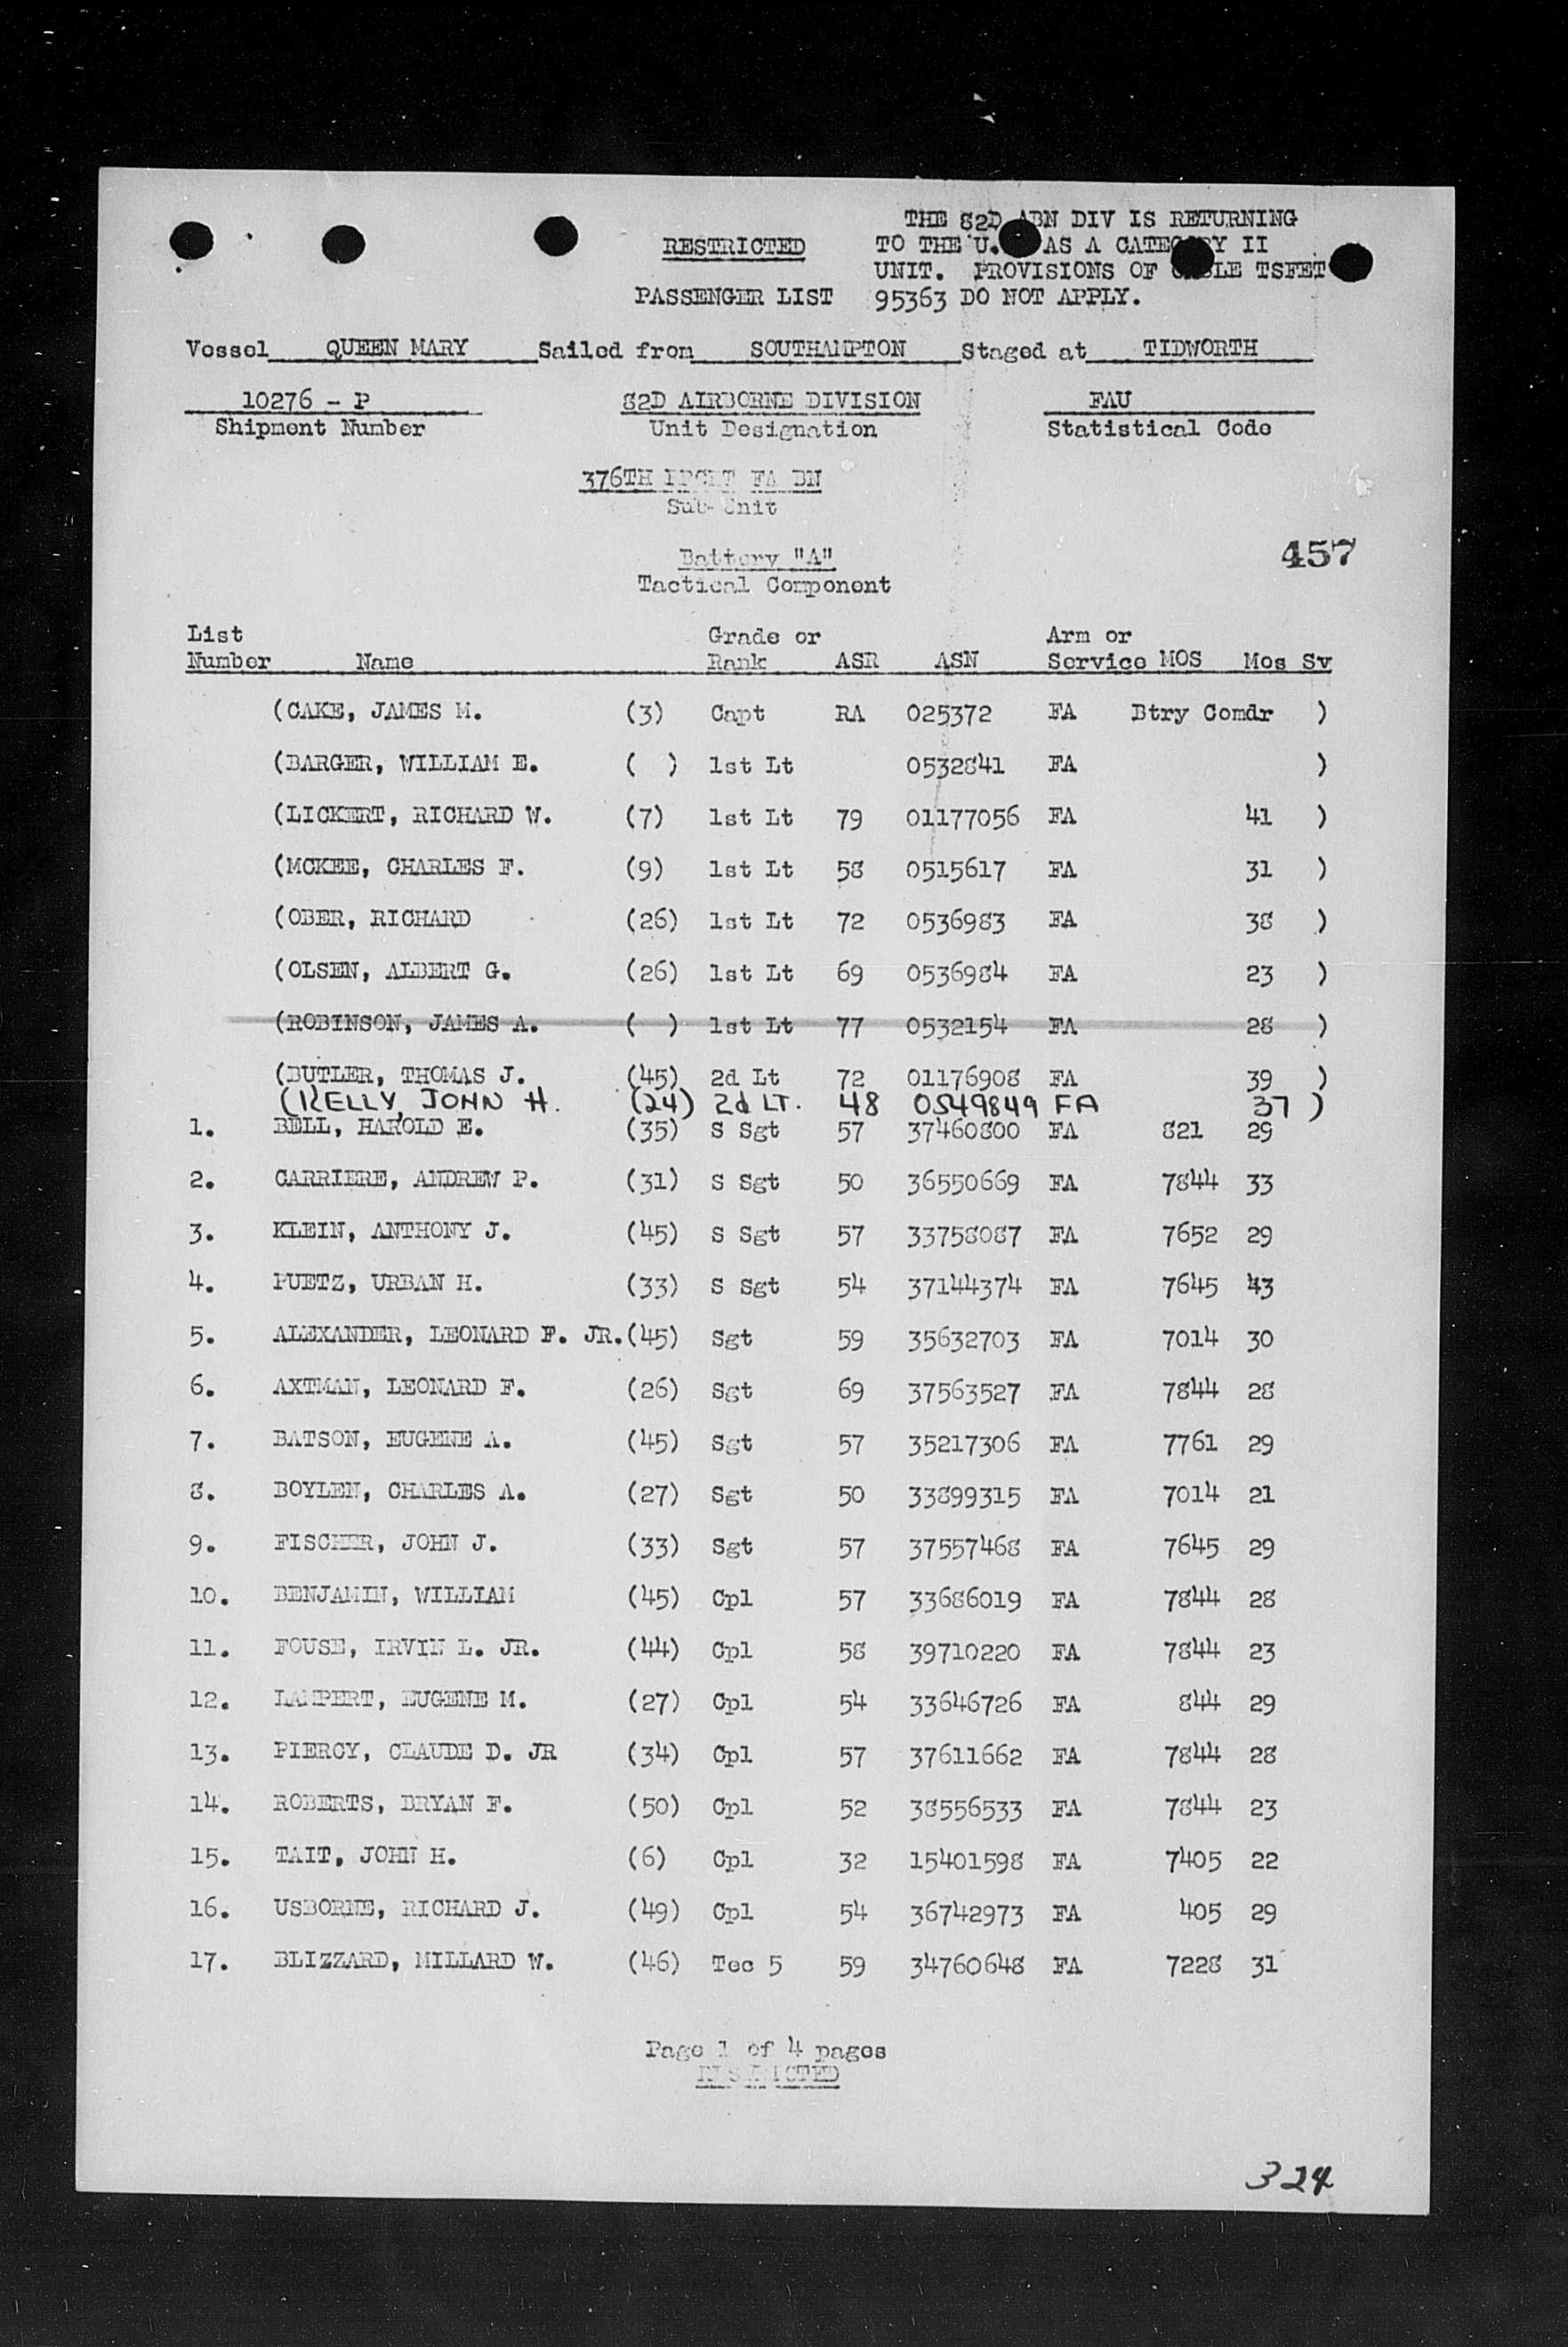 THE 82D ABN DIV IS RETURNING
RESTRICTED TO THE U. AS A CATEGORY II
UNIT. PROVISIONS OF CABLE TSFET
PASSENGER LIST 95363 DO NOT APPLY.
Vessel QUEEN MARY Sailed from SOUTHAMPTON Staged at TIDWORTH
10276 - P 82D AIRBORNE DIVISION FAU
Shipment Number Unit Designation Statistical Code
376TH FA BN
Sub-Unit
Battery "A" 457
Tactical Component
List Grade or Arm or
Number Name Rank ASR ASN Service MOS Mos Sv
(CAKE, JAMES M. (3) Capt RA 025372 FA Btry Comdr )
(BARGER, WILLIAM E. ( ) 1st Lt 0532841 FA )
(LICKERT, RICHARD W. (7) 1st Lt 79 01177056 FA 41 )
(MCKEE, CHARLES F. (9) 1st Lt 58 0515617 FA 31 )
(OBER, RICHARD (26) 1st Lt 72 0536983 FA 38 )
(OLSEN, ALBERT G. (26) 1st Lt 69 0536984 FA 23 )
(ROBINSON, JAMES A. ( ) 1st Lt 77 0532154 FA 28 )
(BUTLER, THOMAS J. (45) 2d Lt 72 01176908 FA 39 )
(KELLY, JOHN H. (24) 2d LT. 48 0549849 FA 37 )
1. BELL, HAROLD E. (35) S Sgt 57 37460800 FA 821 29
2. CARRIERE, ANDREW P. (31) S Sgt 50 36550669 FA 7844 33
3. KLEIN, ANTHONY J. (45) S Sgt 57 33758087 FA 7652 29
4. PUETZ, URBAN H. (33) S Sgt 54 37144374 FA 7645 43
5. ALEXANDER, LEONARD F. JR. (45) Sgt 59 35632703 FA 7014 30
6. AXTMAN, LEONARD F. (26) Sgt 69 37563527 FA 7844 28
7. BATSON, EUGENE A. (45) Sgt 57 35217306 FA 7761 29
8. BOYLEN, CHARLES A. (27) Sgt 50 33899315 FA 7014 21
9. FISCHER, JOHN J. (33) Sgt 57 37557468 FA 7645 29
10. BENJAMIN, WILLIAM (45) Cpl 57 33686019 FA 7844 28
11. FOUSE, IRVIN L. JR. (44) Cpl 58 39710220 FA 7844 23
12. LAMPERT, EUGENE M. (27) Cpl 54 33646726 FA 844 29
13. PIERCY, CLAUDE D. JR (34) Cpl 57 37611662 FA 7844 28
14. ROBERTS, BRYAN F. (50) Cpl 52 38556533 FA 7844 23
15. TAIT, JOHN H. (6) Cpl 32 15401598 FA 7405 22
16. USBORNE, RICHARD J. (49) Cpl 54 36742973 FA 405 29
17. BLIZZARD, MILLARD W. (46) Tec 5 59 34760648 FA 7228 31
Page 1 of 4 pages
RESTRICTED
324